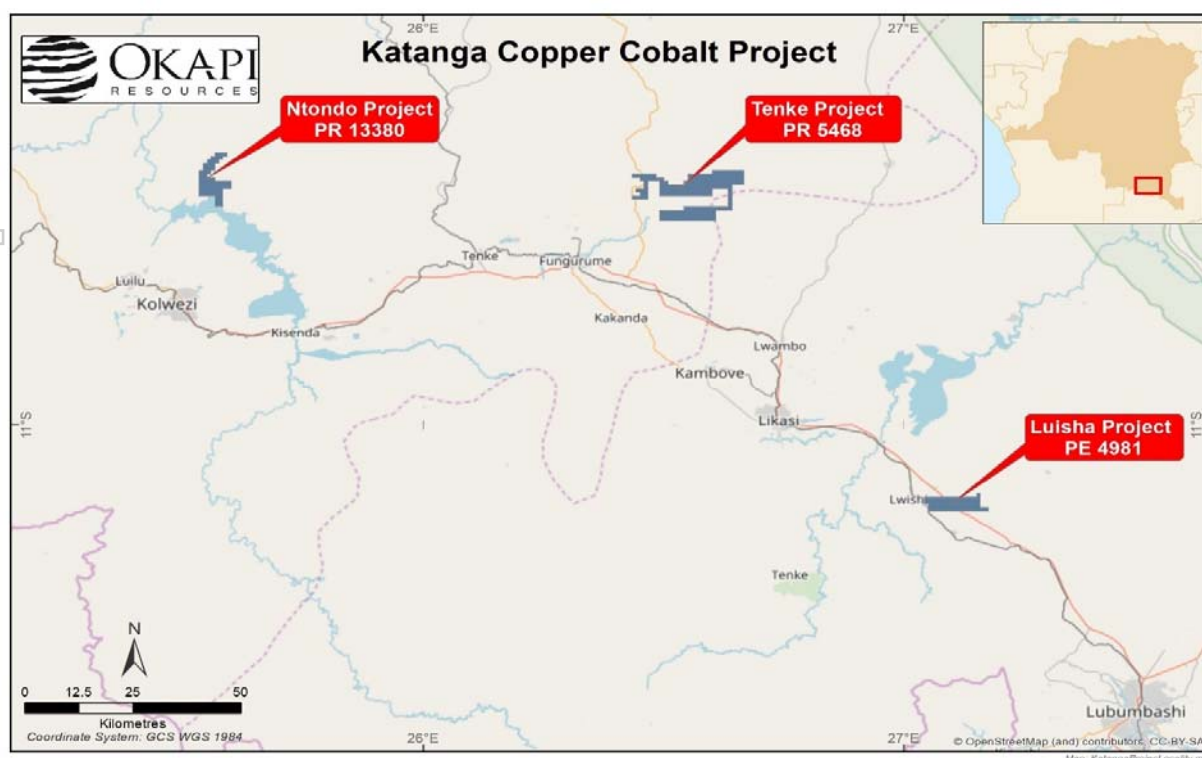 26°E
27°E
OKAPI
RESOURCES
Katanga Copper Cobalt Project
Ntondo Project
PR 13380
Tenke Project
PR 5468
Tenke
Fungurume
Luilu
Kolwezi
Kisenda
Kakanda
Lwambo
Kambove
Likasi
11°S
11°S
Luisha Project
PE 4981
Lwishi
Tenke
N
0 12.5 25 50
Kilometres
Coordinate System: GCS WGS 1984
Lubumbashi
26°E
27°E
© OpenStreetMap (and) contributors, CC-BY-SA